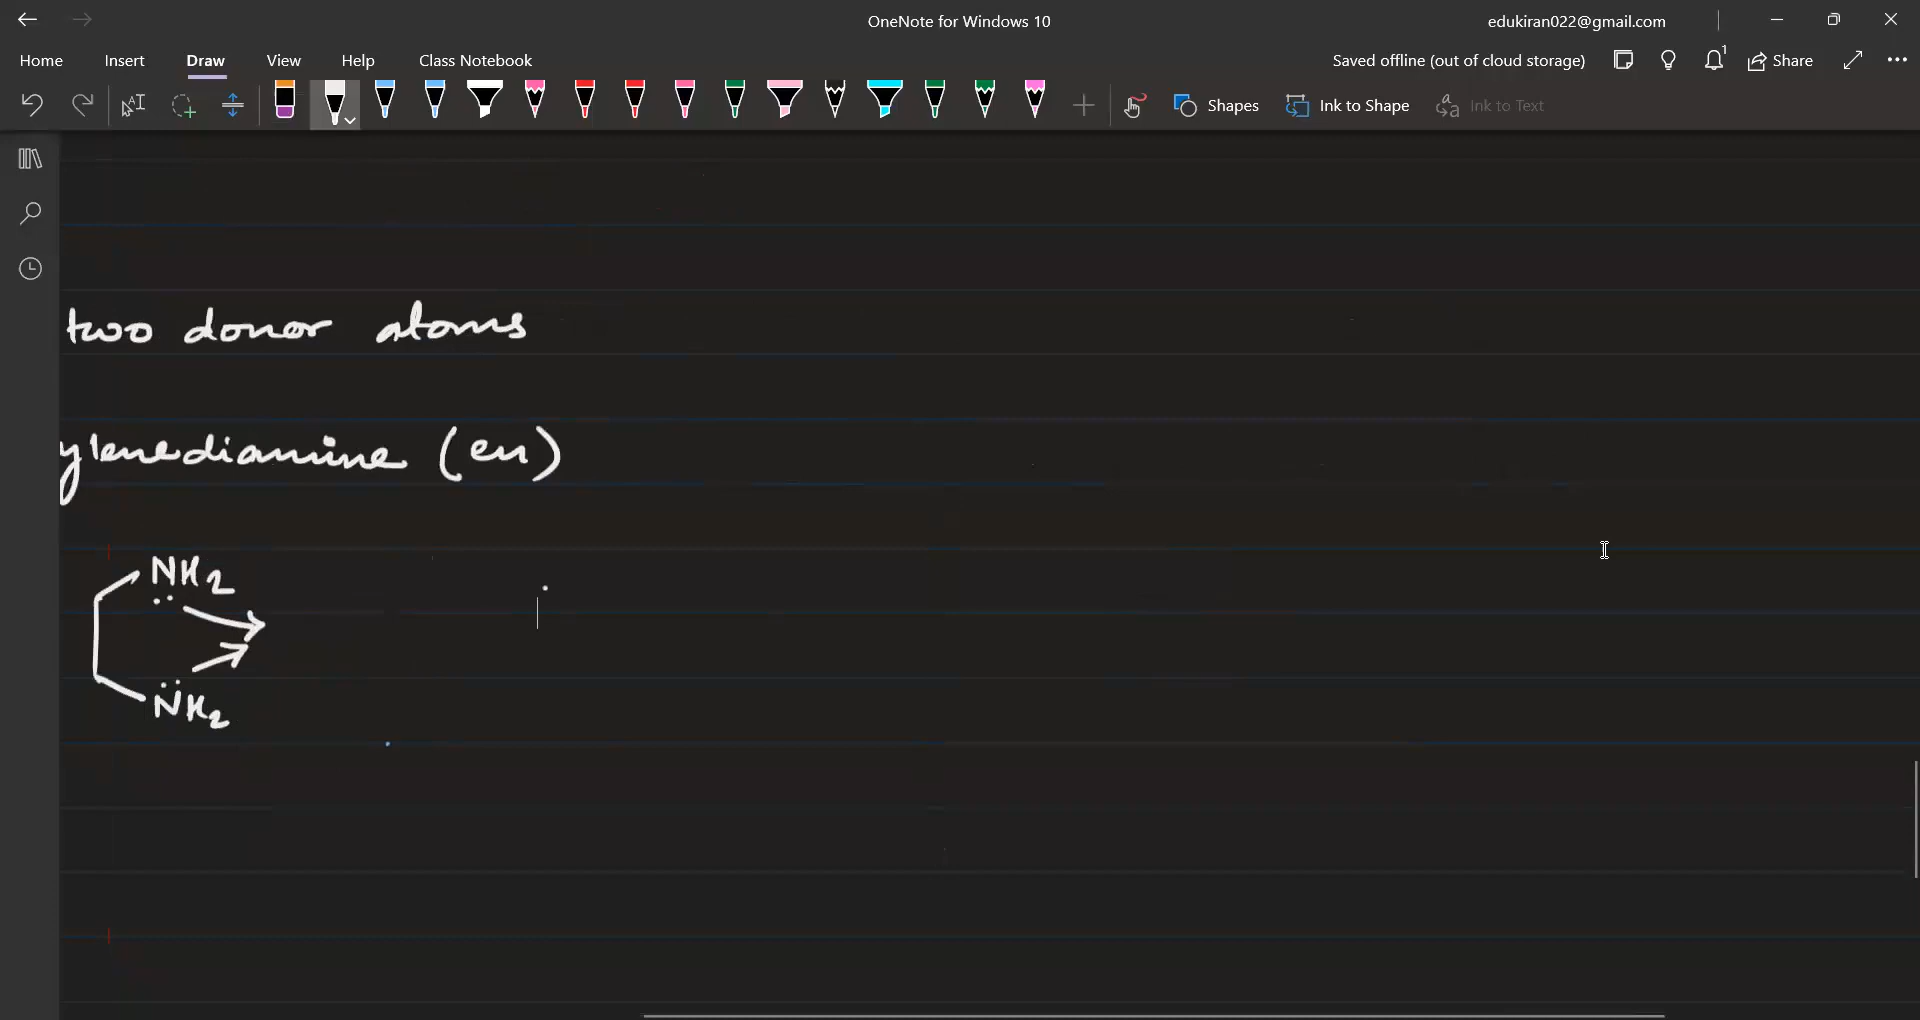 OneNote for Windows 10
edukiran022@gmail.com
Home Insert Draw View Help Class Notebook
Saved offline (out of cloud storage)
1
Share
Shapes
Ink to Shape
Ink to Text
two donor atoms
ylenediamine (en)
NH2
NH2